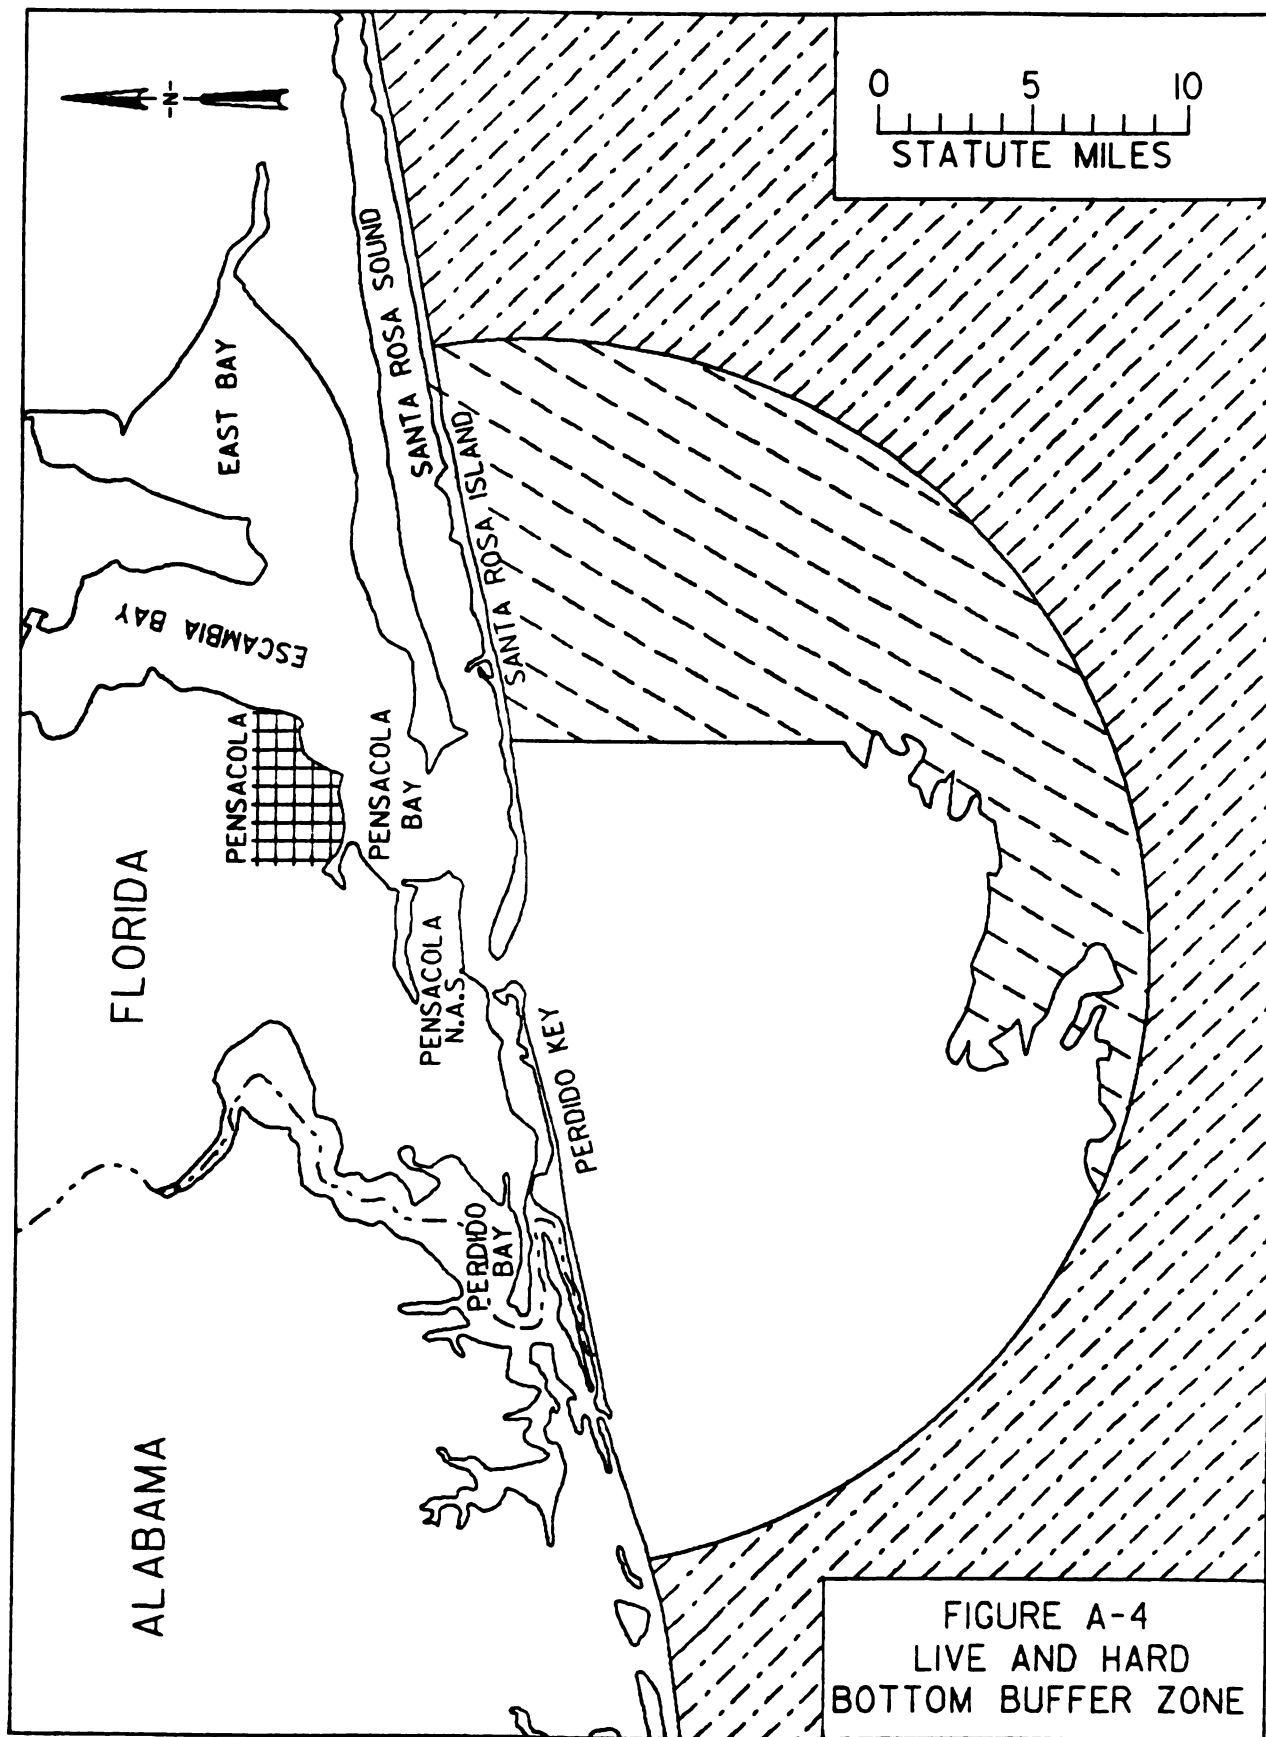 -N-
0 5 10
STATUTE MILES
SANTA ROSA SOUND
EAST BAY
SANTA ROSA ISLAND
ESCAMBIA BAY
PENSACOLA
PENSACOLA
BAY
FLORIDA
PENSACOLA
N.A.S.
PERDIDO KEY
PERDIDO
BAY
ALABAMA
FIGURE A-4
LIVE AND HARD
BOTTOM BUFFER ZONE